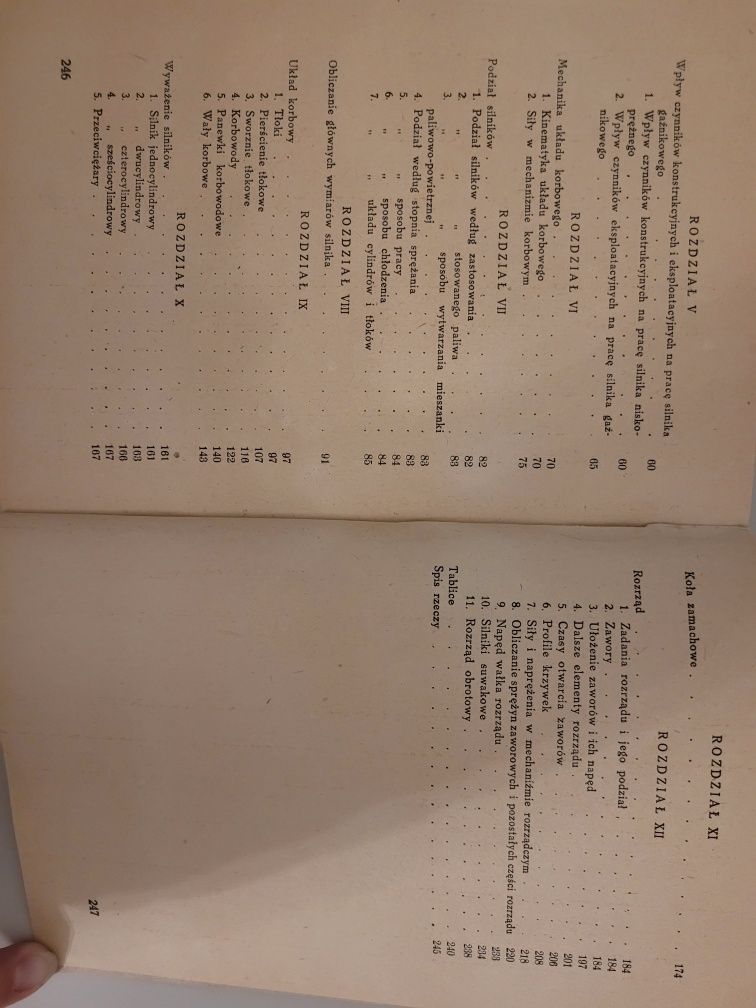 ROZDZIAŁ V
Wpływ czynników konstrukcyjnych i eksploatacyjnych na pracę silnika
gaźnikowego . . . . . . . . . . 60
1. Wpływ czynników konstrukcyjnych na pracę silnika nisko-
prężnego . . . . . . . . . . 60
2. Wpływ czynników eksploatacyjnych na pracę silnika gaź-
nikowego . . . . . . . . . . 65
ROZDZIAŁ VI
Mechanika układu korbowego . . . . . . . . 70
1. Kinematyka układu korbowego . . . . . . . 70
2. Siły w mechanizmie korbowym . . . . . . . 75
ROZDZIAŁ VII
Podział silników . . . . . . . . . . 82
1. Podział silników według zastosowania . . . . . . 82
2. „ „ „ stosowanego paliwa . . . . . 83
3. „ „ „ sposobu wytwarzania mieszanki
paliwowo-powietrznej . . . . . . . . 83
4. Podział według stopnia sprężania . . . . . . 83
5. „ „ sposobu pracy . . . . . . 84
6. „ „ sposobu chłodzenia . . . . . 84
7. „ „ układu cylindrów i tłoków . . . . 85
ROZDZIAŁ VIII
Obliczanie głównych wymiarów silnika . . . . . . 91
ROZDZIAŁ IX
Układ korbowy . . . . . . . . . . 97
1. Tłoki . . . . . . . . . . 97
2. Pierścienie tłokowe . . . . . . . . 107
3. Sworznie tłokowe . . . . . . . . 116
4. Korbowody . . . . . . . . . 122
5. Panewki korbowodowe . . . . . . . . 140
6. Wały korbowe . . . . . . . . . 143
ROZDZIAŁ X
Wyważenie silników . . . . . . . . . 161
1. Silnik jednocylindrowy . . . . . . . 161
2. „ dwucylindrowy . . . . . . . 163
3. „ czterocylindrowy . . . . . . . 166
4. „ sześciocylindrowy . . . . . . . 167
5. Przeciwciężary . . . . . . . . . 167
246
ROZDZIAŁ XI
Koła zamachowe . . . . . . . . . . 174
ROZDZIAŁ XII
Rozrząd . . . . . . . . . . . 184
1. Zadania rozrządu i jego podział . . . . . . 184
2. Zawory . . . . . . . . . . 184
3. Ułożenie zaworów i ich napęd . . . . . . 197
4. Dalsze elementy rozrządu . . . . . . . 201
5. Czasy otwarcia zaworów . . . . . . . 206
6. Profile krzywek . . . . . . . . . 208
7. Siły i naprężenia w mechaniźmie rozrządczym . . . . 218
8. Obliczanie sprężyn zaworowych i pozostałych części rozrządu 220
9. Napęd wałka rozrządu . . . . . . . . 233
10. Silniki suwakowe . . . . . . . . . 234
11. Rozrząd obrotowy . . . . . . . . . 238
Tablice . . . . . . . . . . . 240
Spis rzeczy . . . . . . . . . . 245
247